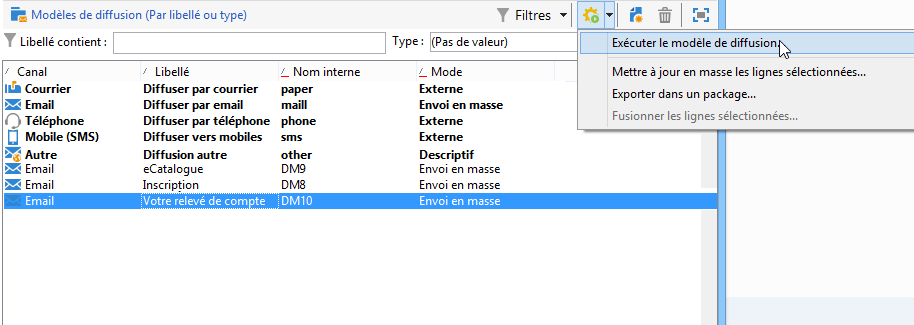 Modèles de diffusion (Par libellé ou type) Filtres
Libellé contient : Type : (Pas de valeur)
Exécuter le modèle de diffusion...
Mettre à jour en masse les lignes sélectionnées...
Exporter dans un package...
Fusionner les lignes sélectionnées...
Canal Libellé Nom interne Mode
Courrier Diffuser par courrier paper Externe
Email Diffuser par email maill Envoi en masse
Téléphone Diffuser par téléphone phone Externe
Mobile (SMS) Diffuser vers mobiles sms Externe
Autre Diffusion autre other Descriptif
Email eCatalogue DM9 Envoi en masse
Email Inscription DM8 Envoi en masse
Email Votre relevé de compte DM10 Envoi en masse